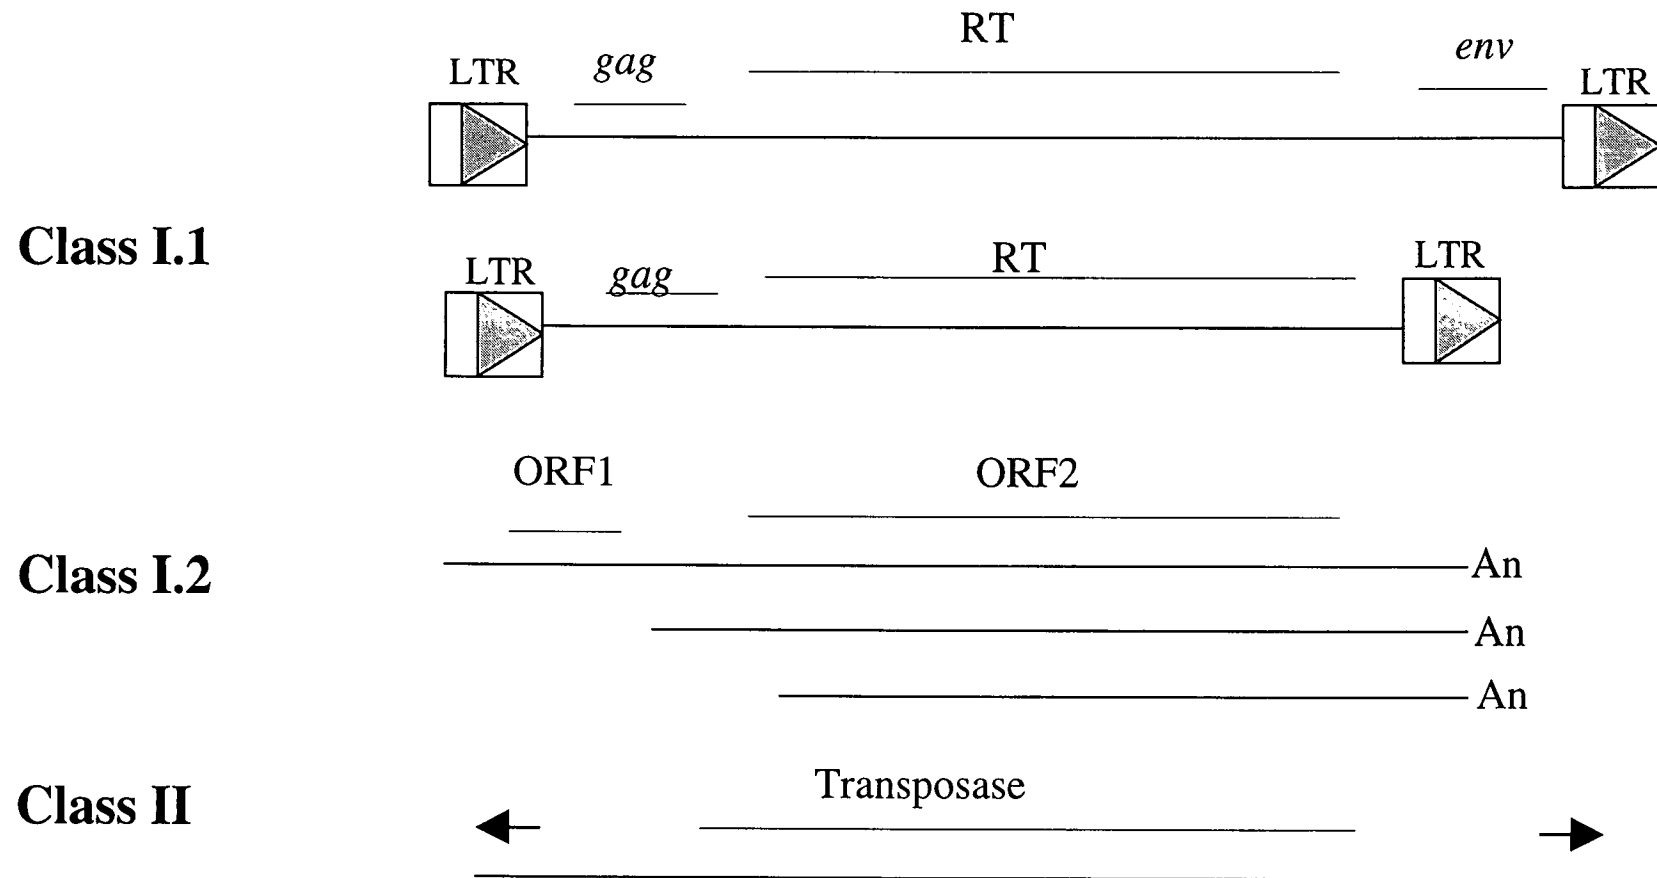 RT
gag
env
LTR
LTR
Class I.1
LTR
gag
RT
LTR
ORF1
ORF2
Class I.2
An
An
An
Class II
Transposase